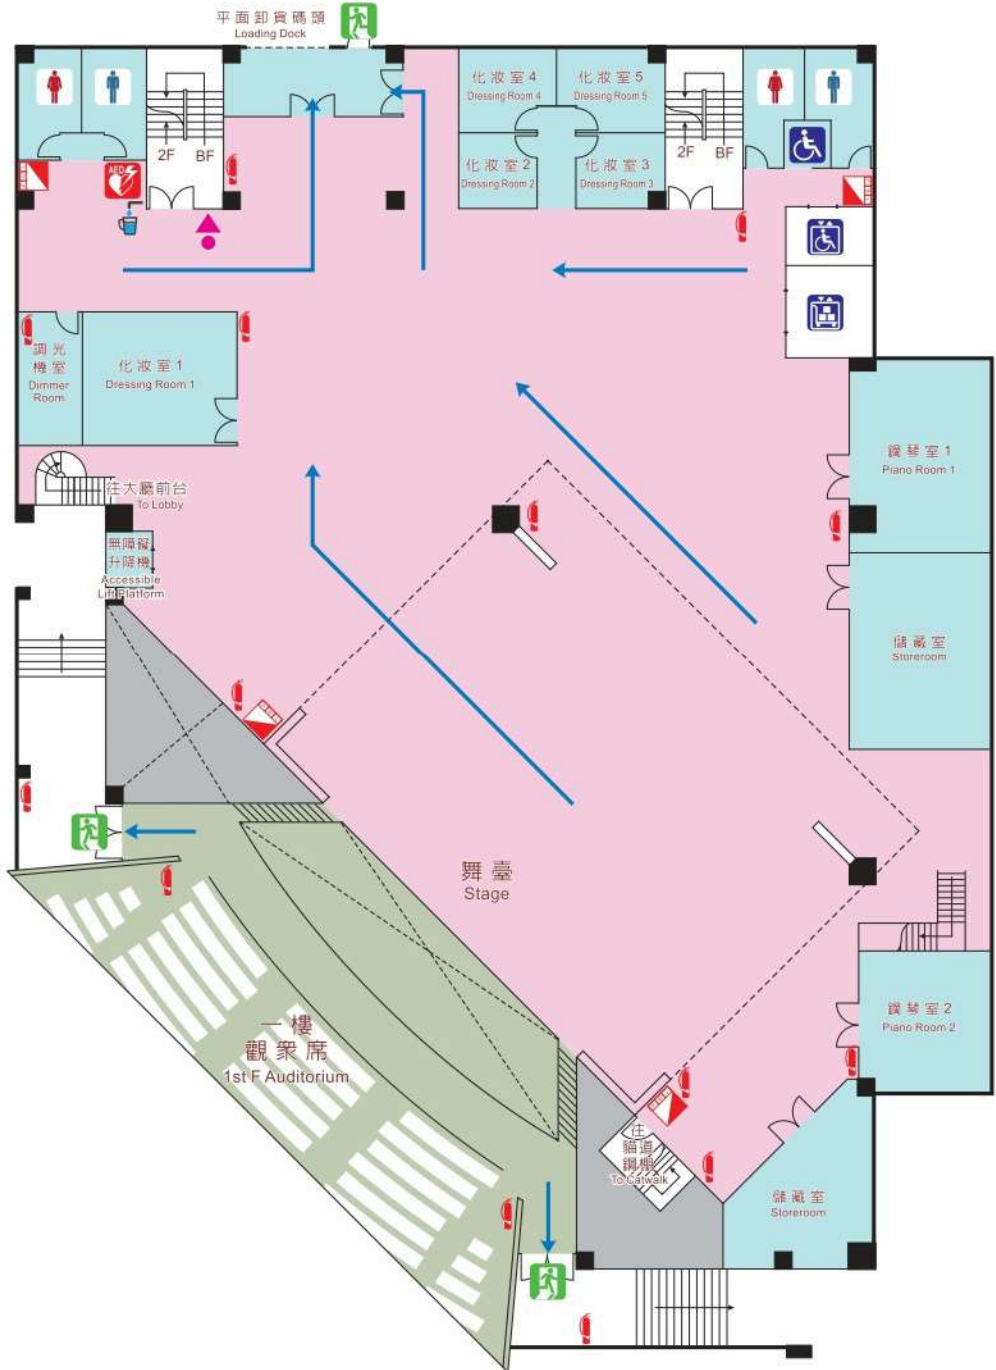 平面卸貨碼頭
Loading Dock
AED
2F
BF
化妝室 4
Dressing Room 4
化妝室 5
Dressing Room 5
化妝室 2
Dressing Room 2
化妝室 3
Dressing Room 3
2F
BF
調光
機室
Dimmer
Room
化妝室 1
Dressing Room 1
往大廳前台
To Lobby
無障礙
升降機
Accessible
Lift Platform
鋼琴室 1
Piano Room 1
儲藏室
Storeroom
舞臺
Stage
鋼琴室 2
Piano Room 2
一樓
觀眾席
1st F Auditorium
往
貓道
鋼棚
To Catwalk
儲藏室
Storeroom